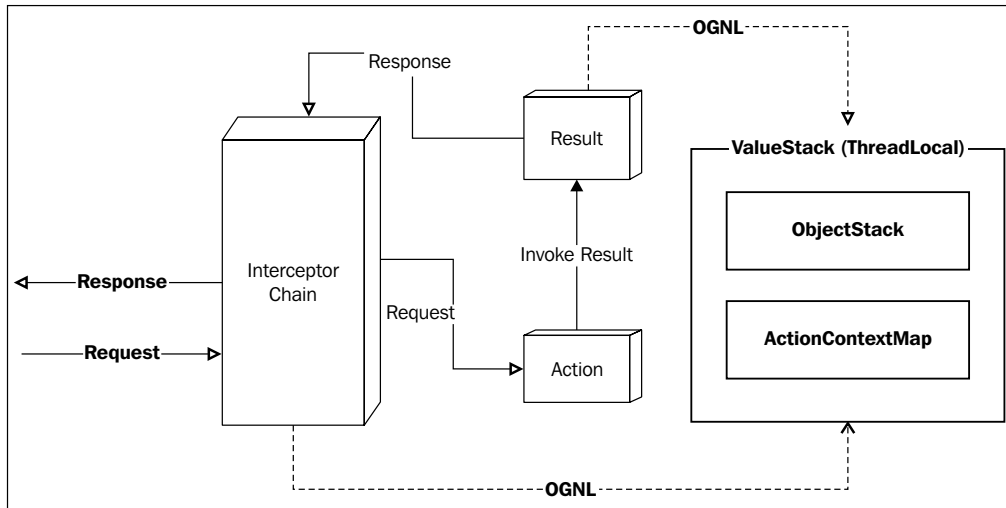 OGNL
Response
Result
ValueStack (ThreadLocal)
ObjectStack
Invoke Result
Interceptor
Chain
Response
Request
ActionContextMap
Request
Action
OGNL